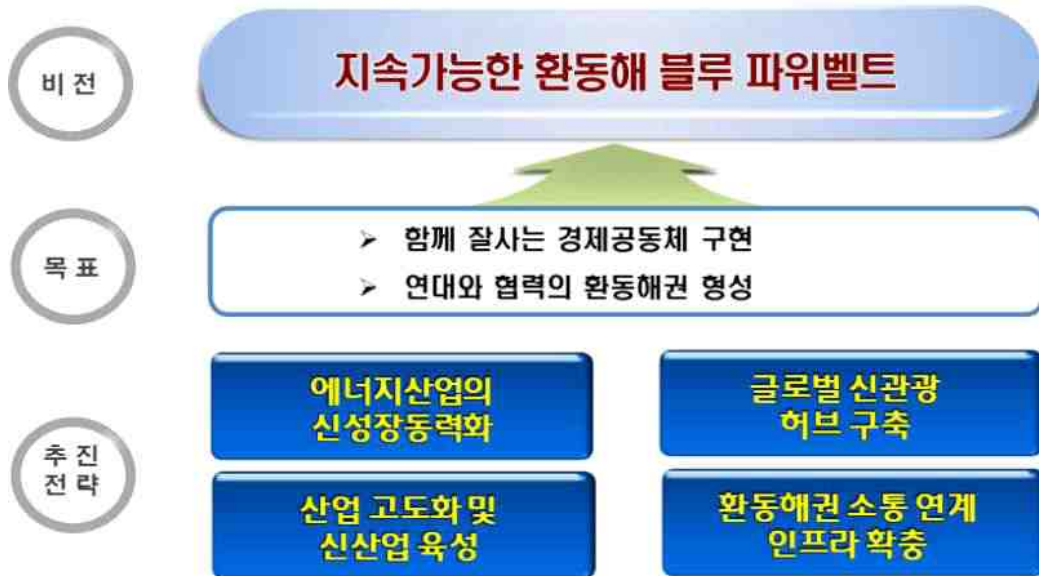 비전
지속가능한 환동해 블루 파워벨트
목표
➢ 함께 잘사는 경제공동체 구현
➢ 연대와 협력의 환동해권 형성
추진
전략
에너지산업의
신성장동력화
글로벌 신관광
허브 구축
산업 고도화 및
신산업 육성
환동해권 소통 연계
인프라 확충